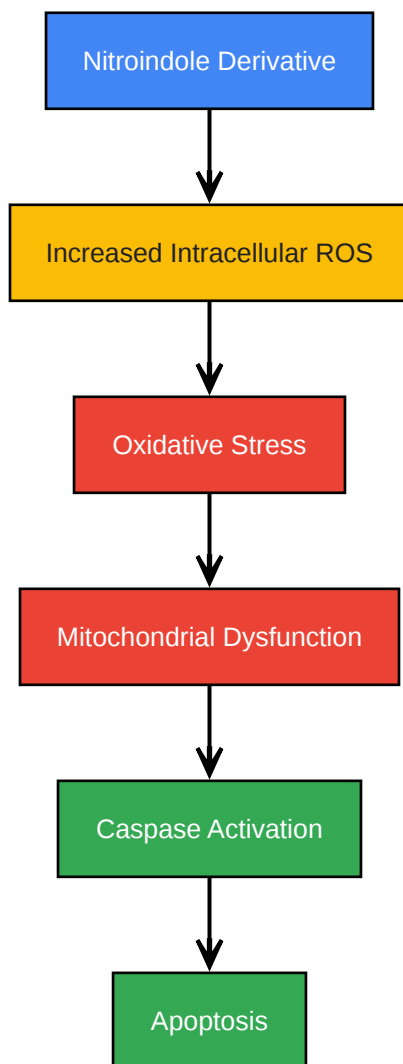 Nitroindole Derivative
Increased Intracellular ROS
Oxidative Stress
Mitochondrial Dysfunction
Caspase Activation
Apoptosis